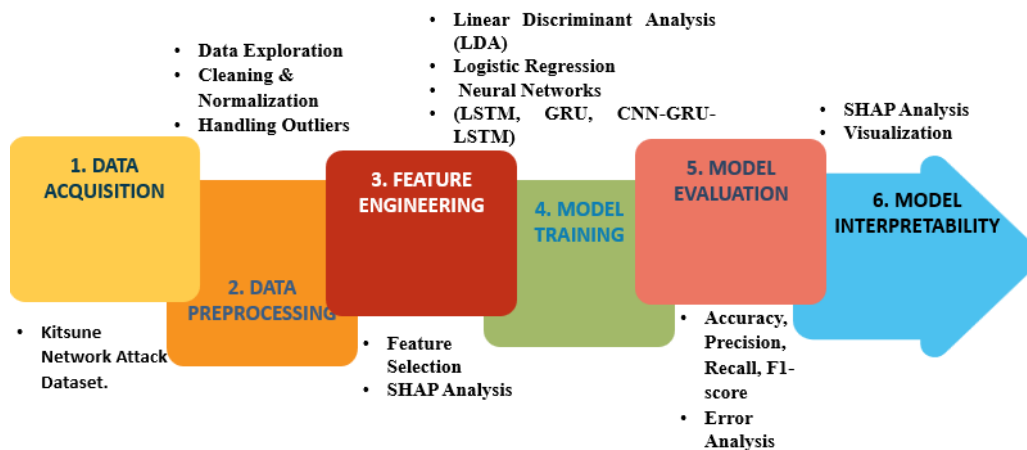 1. DATA
ACQUISITION
• Kitsune
Network Attack
Dataset.
• Data Exploration
• Cleaning &
Normalization
• Handling Outliers
2. DATA
PREPROCESSING
3. FEATURE
ENGINEERING
• Feature
Selection
• SHAP Analysis
• Linear Discriminant Analysis
(LDA)
• Logistic Regression
• Neural Networks
• (LSTM, GRU, CNN-GRU-
LSTM)
4. MODEL
TRAINING
5. MODEL
EVALUATION
• Accuracy,
Precision,
Recall, F1-
score
• Error
Analysis
• SHAP Analysis
• Visualization
6. MODEL
INTERPRETABILITY